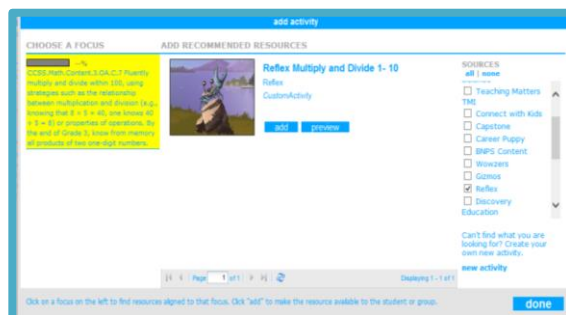 add activity
CHOOSE A FOCUS
ADD RECOMMENDED RESOURCES
--%
CCSS.Math.Content.3.OA.C.7 Fluently
multiply and divide within 100, using
strategies such as the relationship
between multiplication and division (e.g.,
knowing that 8 × 5 = 40, one knows 40
÷ 5 = 8) or properties of operations. By
the end of Grade 3, know from memory
all products of two one-digit numbers.
Reflex Multiply and Divide 1- 10
Reflex
CustomActivity
add preview
SOURCES
all | none
Teaching Matters
TMI
Connect with Kids
Capstone
Career Puppy
BNPS Content
Wowzers
Gizmos
Reflex
Discovery
Education
Can't find what you are
looking for? Create your
own new activity.
new activity
Page 1 of 1
Displaying 1 - 1 of 1
Click on a focus on the left to find resources aligned to that focus. Click "add" to make the resource available to the student or group.
done